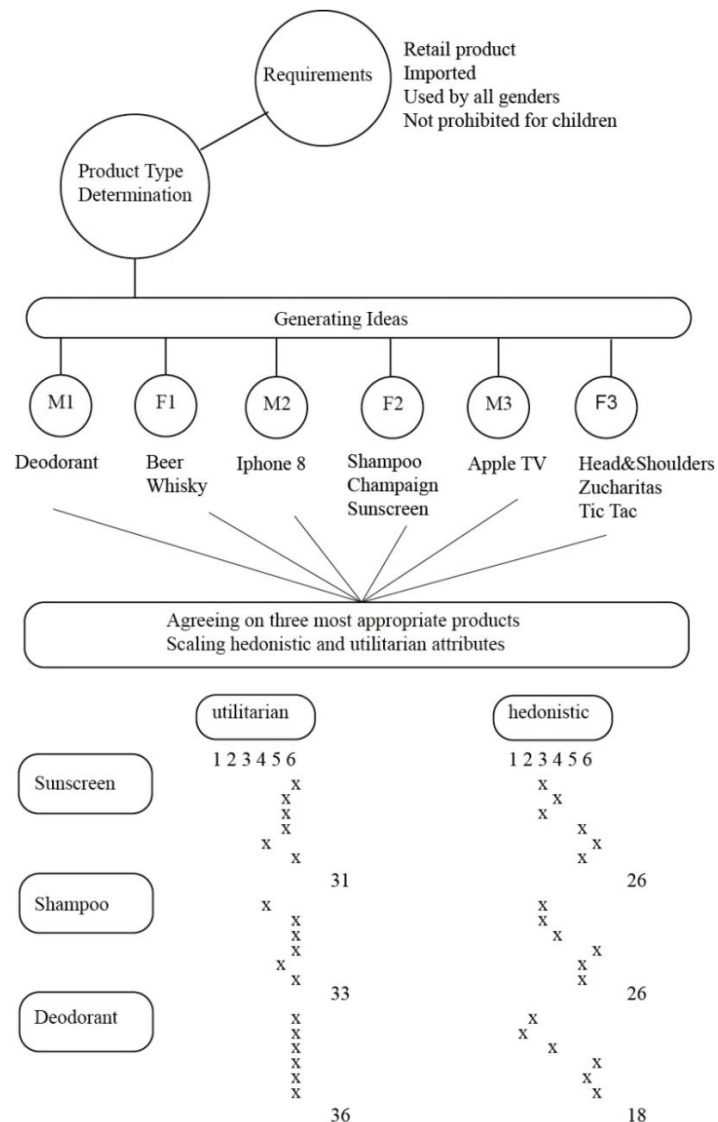 Requirements
Retail product
Imported
Used by all genders
Not prohibited for children
Product Type
Determination
Generating Ideas
M1
F1
M2
F2
M3
F3
Deodorant
Beer
Whisky
Iphone 8
Shampoo
Champaign
Sunscreen
Apple TV
Head&Shoulders
Zucharitas
Tic Tac
Agreeing on three most appropriate products
Scaling hedonistic and utilitarian attributes
utilitarian
hedonistic
1 2 3 4 5 6
1 2 3 4 5 6
Sunscreen
x x
x x
x x
x x
x x
x x
31 26
Shampoo
x x
x x
x x
x x
x x
x x
33 26
Deodorant
x x
x x
x x
x x
x x
x x
36 18